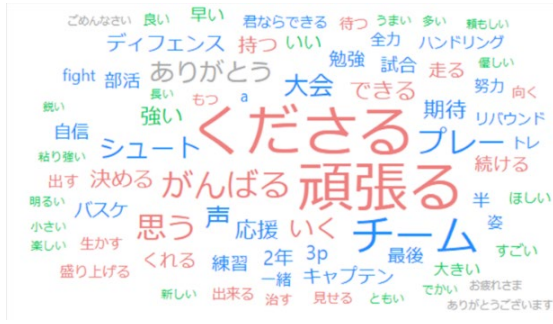 ごめんなさい 良い 早い 君ならできる 待つ うまい 多い 頼もしい
ディフェンス 持つ いい 勉強 全力 ハンドリング
fight 部活 ありがとう 大会 試合 走る 優しい
鋭い 長い もつ a できる 期待 努力 向く
自信 強い くださる プレー リバウンド
粘り強い シュート トレ
出す 決める がんばる 頑張る 続ける
明るい バスケ 思う 声 応援 いく チーム 半 ほしい
小さい 姿
楽しい 生かす くれる 練習 2年 3p 最後 すごい
盛り上げる 一緒 キャプテン 大きい
新しい 出来る 治す 見せる ともい でかい お疲れさま
ありがとうございます